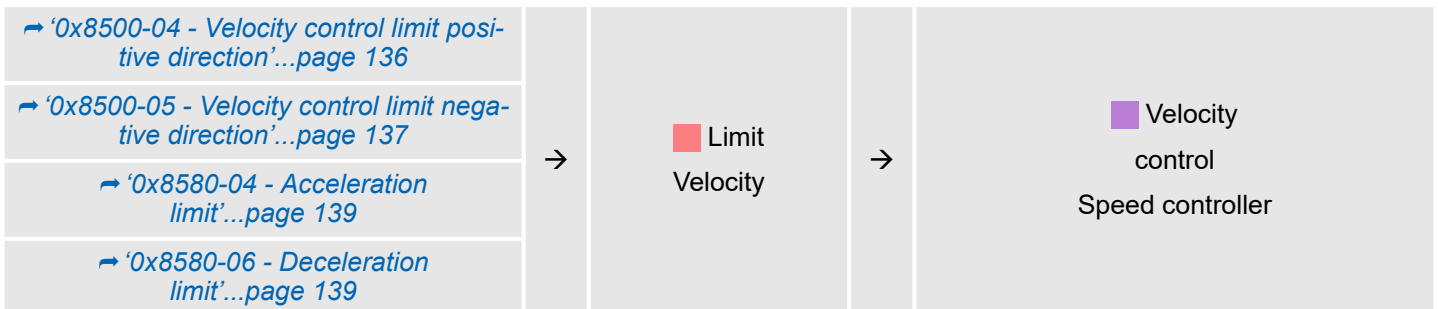 ➦ '0x8500-04 - Velocity control limit posi-
tive direction'...page 136
➦ '0x8500-05 - Velocity control limit nega-
tive direction'...page 137
➦ '0x8580-04 - Acceleration
limit'...page 139
➦ '0x8580-06 - Deceleration
limit'...page 139
→
Limit
Velocity
→
Velocity
control
Speed controller